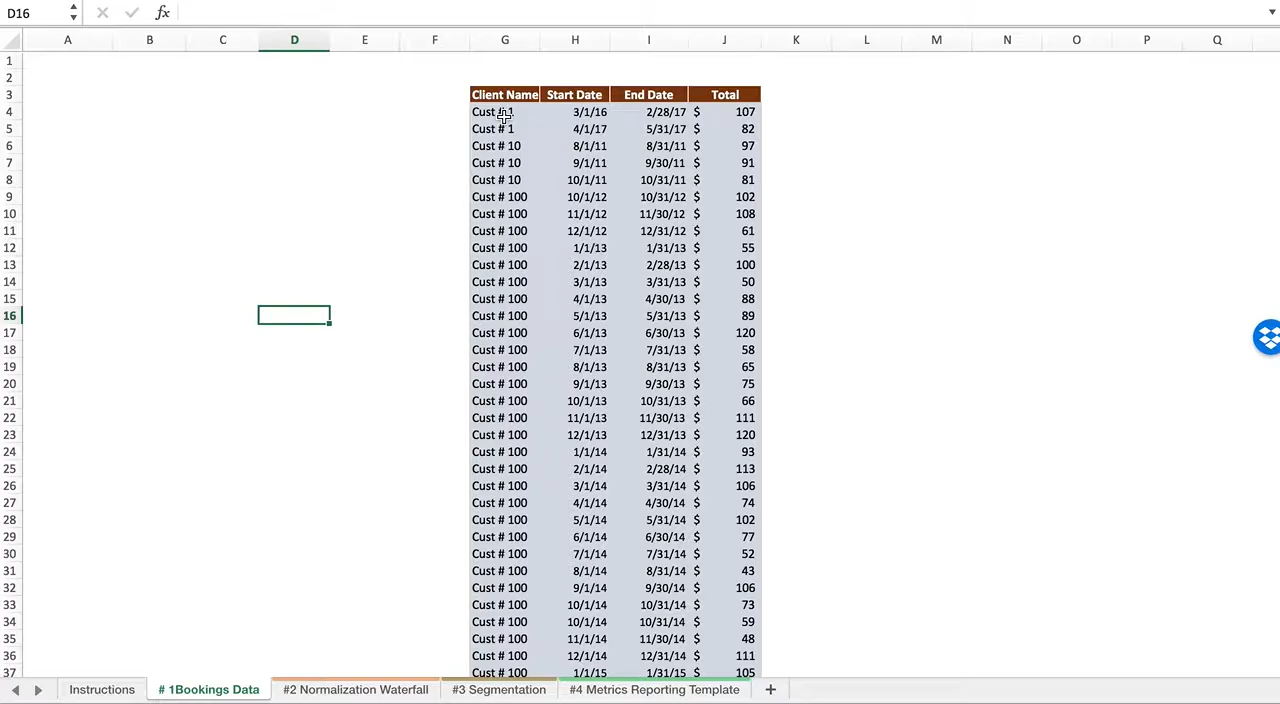 D16 fx
A B C D E F G H I J K L M N O P Q
1
2
3 Client Name Start Date End Date Total
4 Cust # 1 3/1/16 2/28/17 $ 107
5 Cust # 1 4/1/17 5/31/17 $ 82
6 Cust # 10 8/1/11 8/31/11 $ 97
7 Cust # 10 9/1/11 9/30/11 $ 91
8 Cust # 10 10/1/11 10/31/11 $ 81
9 Cust # 100 10/1/12 10/31/12 $ 102
10 Cust # 100 11/1/12 11/30/12 $ 108
11 Cust # 100 12/1/12 12/31/12 $ 61
12 Cust # 100 1/1/13 1/31/13 $ 55
13 Cust # 100 2/1/13 2/28/13 $ 100
14 Cust # 100 3/1/13 3/31/13 $ 50
15 Cust # 100 4/1/13 4/30/13 $ 88
16 Cust # 100 5/1/13 5/31/13 $ 89
17 Cust # 100 6/1/13 6/30/13 $ 120
18 Cust # 100 7/1/13 7/31/13 $ 58
19 Cust # 100 8/1/13 8/31/13 $ 65
20 Cust # 100 9/1/13 9/30/13 $ 75
21 Cust # 100 10/1/13 10/31/13 $ 66
22 Cust # 100 11/1/13 11/30/13 $ 111
23 Cust # 100 12/1/13 12/31/13 $ 120
24 Cust # 100 1/1/14 1/31/14 $ 93
25 Cust # 100 2/1/14 2/28/14 $ 113
26 Cust # 100 3/1/14 3/31/14 $ 106
27 Cust # 100 4/1/14 4/30/14 $ 74
28 Cust # 100 5/1/14 5/31/14 $ 102
29 Cust # 100 6/1/14 6/30/14 $ 77
30 Cust # 100 7/1/14 7/31/14 $ 52
31 Cust # 100 8/1/14 8/31/14 $ 43
32 Cust # 100 9/1/14 9/30/14 $ 106
33 Cust # 100 10/1/14 10/31/14 $ 73
34 Cust # 100 10/1/14 10/31/14 $ 59
35 Cust # 100 11/1/14 11/30/14 $ 48
36 Cust # 100 12/1/14 12/31/14 $ 111
37 Cust # 100 1/1/15 1/31/15 $ 105
Instructions # 1Bookings Data #2 Normalization Waterfall #3 Segmentation #4 Metrics Reporting Template +